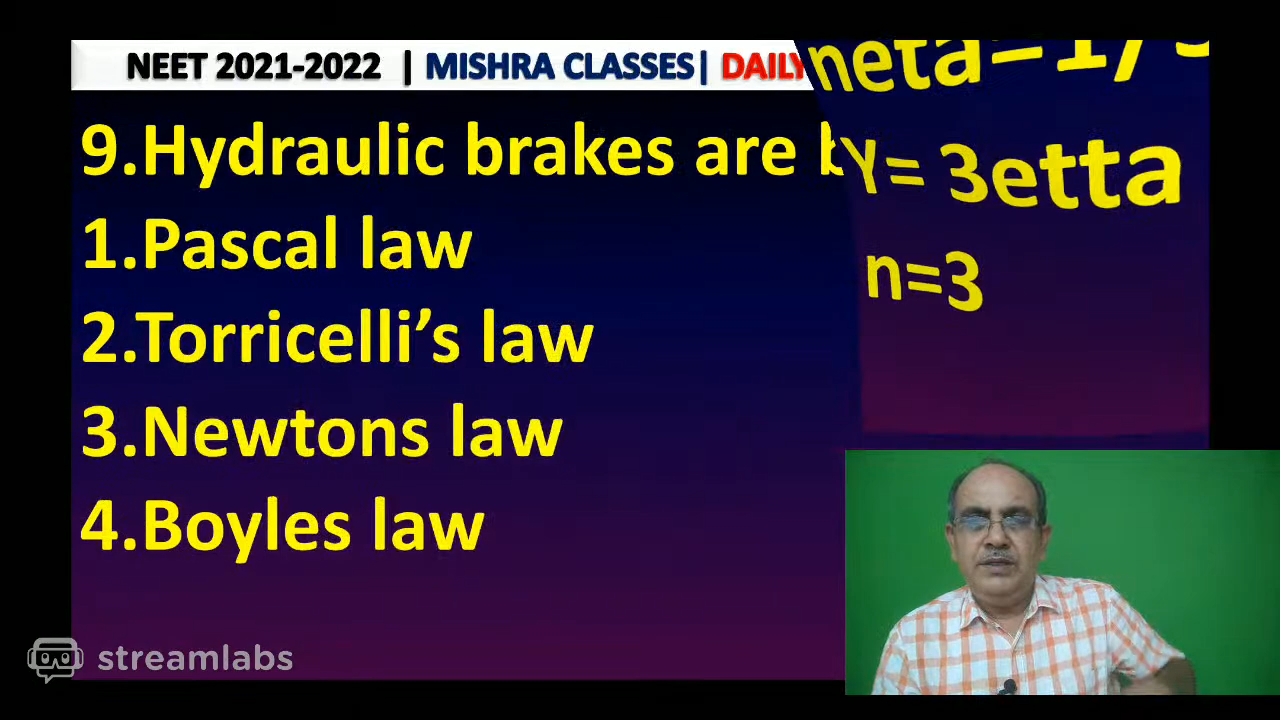 NEET 2021-2022 | MISHRA CLASSES| DAILY
9.Hydraulic brakes are
1.Pascal law
2.Torricelli’s law
3.Newtons law
4.Boyles law
Y= 3etta
n=3
streamlabs